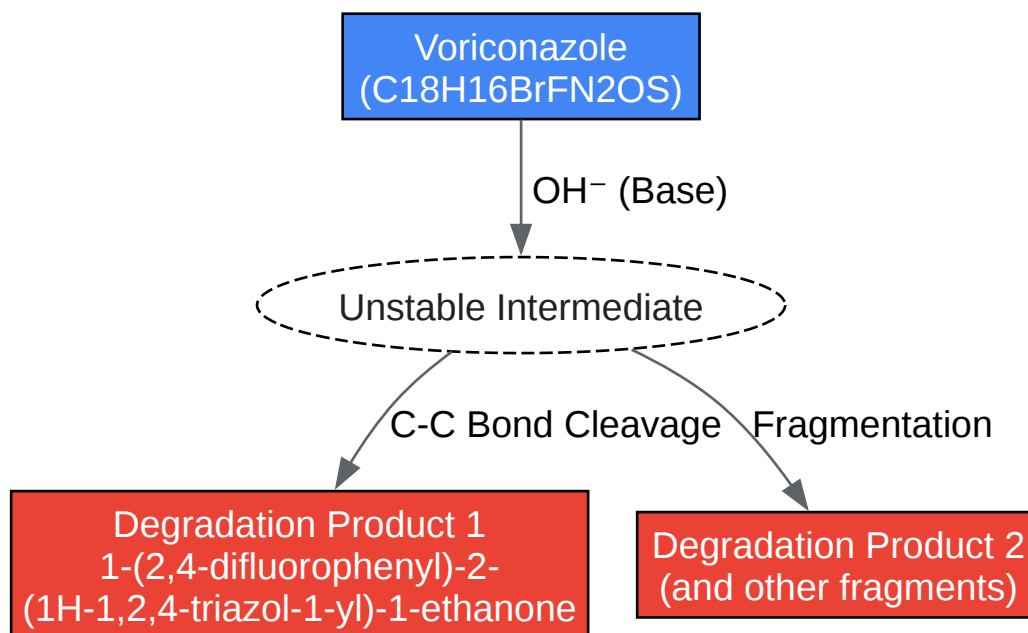 Voriconazole
(C18H16BrFN2OS)
OH⁻ (Base)
Unstable Intermediate
C-C Bond Cleavage
Fragmentation
Degradation Product 1
1-(2,4-difluorophenyl)-2-
(1H-1,2,4-triazol-1-yl)-1-ethanone
Degradation Product 2
(and other fragments)